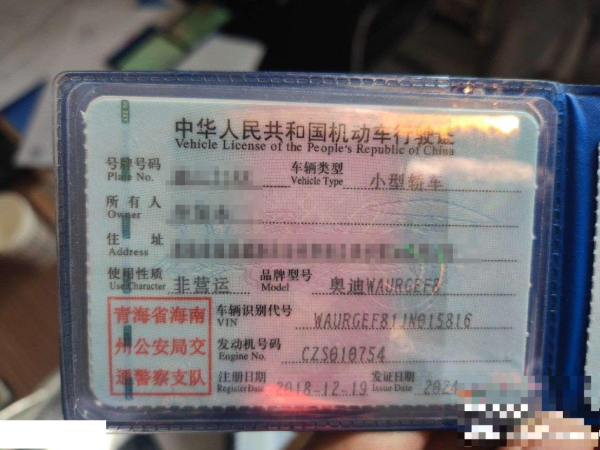 中华人民共和国机动车行驶证
Vehicle License of the People's Republic of China
号牌号码 车辆类型 小型轿车
Plate No. Vehicle Type
所有人
Owner
住 址
Address
使用性质 非营运 品牌型号 奥迪WAURGEF8
Use Character Model
青海省海南 车辆识别代号 WAURGEF81JN015816
VIN
州公安局交 发动机号码 CZS010754
Engine No.
通警察支队 注册日期 2018-12-19 发证日期 2024
Register Date Issue Date